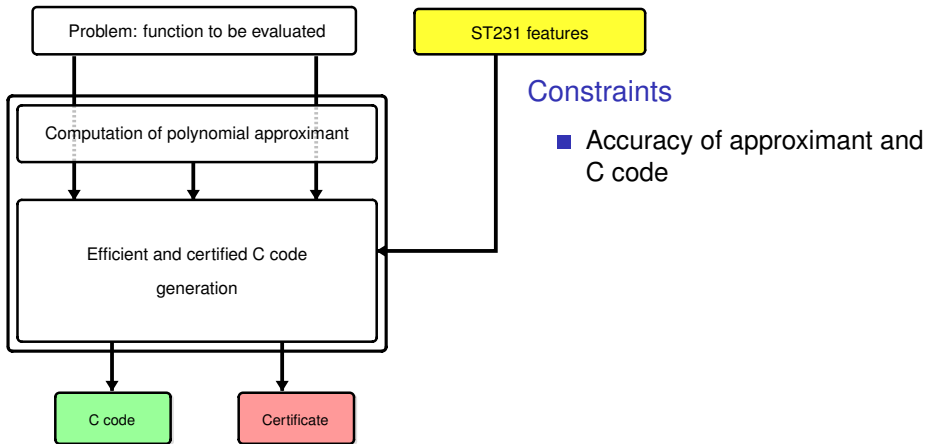 Problem: function to be evaluated
ST231 features
Constraints
Computation of polynomial approximant
Accuracy of approximant and
C code
Efficient and certified C code
generation
C code
Certificate